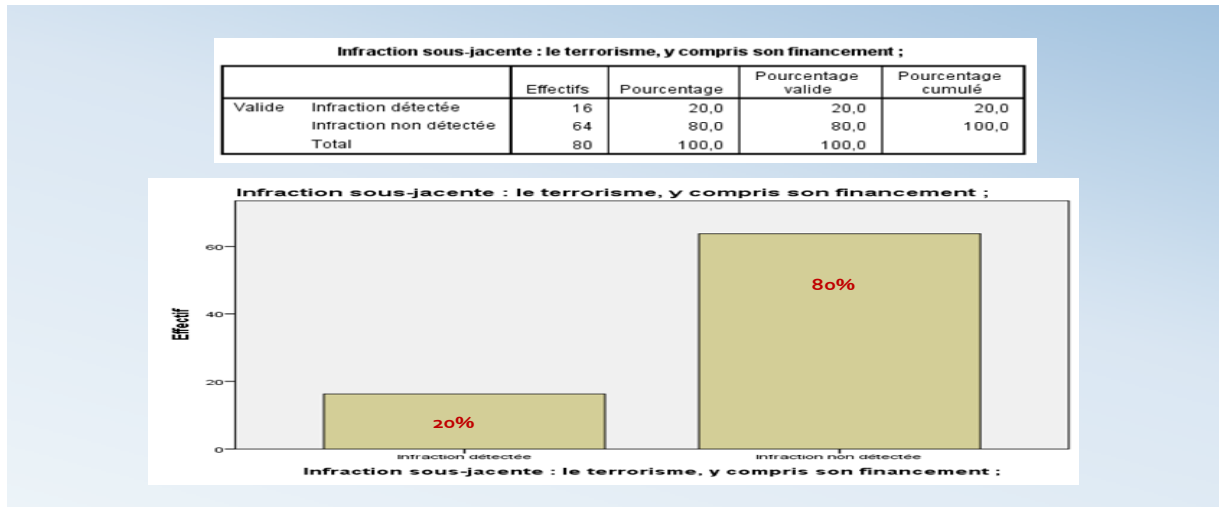 Infraction sous-jacente : le terrorisme, y compris son financement ;
Effectifs Pourcentage Pourcentage valide Pourcentage cumulé
Valide Infraction détectée 16 20,0 20,0 20,0
Infraction non détectée 64 80,0 80,0 100,0
Total 80 100,0 100,0
Infraction sous-jacente : le terrorisme, y compris son financement ;
60
80%
40
Effectif
20
20%
0
Infraction détectée Infraction non détectée
Infraction sous-jacente : le terrorisme, y compris son financement ;